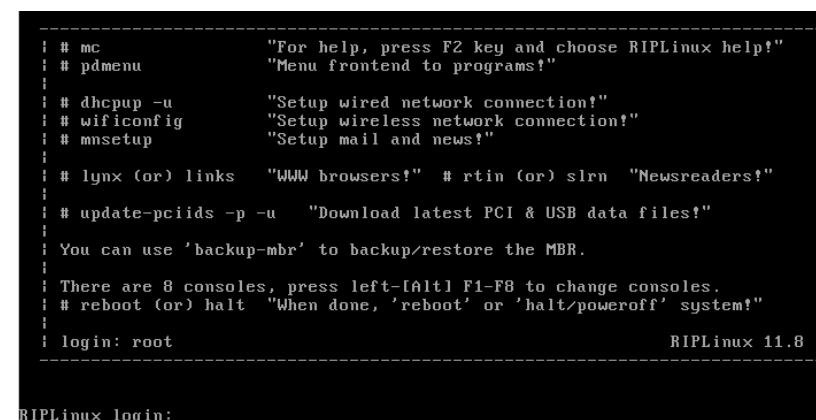 # mc "For help, press F2 key and choose RIPLinux help!"
# pdmenu "Menu frontend to programs!"
# dhcpup -u "Setup wired network connection!"
# wificonfig "Setup wireless network connection!"
# mnsetup "Setup mail and news!"
# lynx (or) links "WWW browsers!" # rtin (or) slrn "Newsreaders!"
# update-pciids -p -u "Download latest PCI & USB data files!"
You can use 'backup-mbr' to backup/restore the MBR.
There are 8 consoles, press left-[Alt] F1-F8 to change consoles.
# reboot (or) halt "When done, 'reboot' or 'halt/poweroff' system!"
login: root RIPLinux 11.8
RIPLinux login: